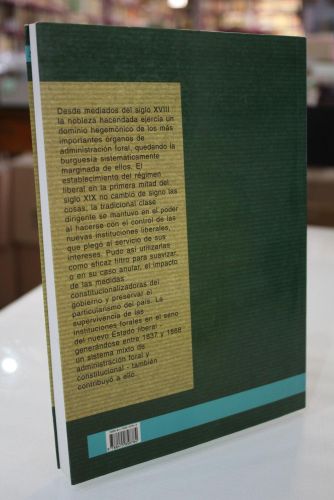 Desde mediados del siglo XVIII
la nobleza hacendada ejercía un
dominio hegemónico de los más
importantes órganos de
administración foral, quedando la
burguesía sistemáticamente
marginada de ellos. El
establecimiento del régimen
liberal en la primera mitad del
siglo XIX no cambio de signo las
cosas, la tradicional clase
dirigente se mantuvo en el poder
al hacerse con el control de las
nuevas instituciones liberales,
que plegó al servicio de sus
intereses. Pudo así utilizarlas
como eficaz filtro para suavizar,
o en su caso anular, el impacto
de las medidas
constitucionalizadoras del
gobierno y preservar el
particularismo del país. La
supervivencia de las
instituciones forales en el seno
del nuevo Estado liberal -
generándose entre 1837 y 1868
un sistema mixto de
administración foral y
constitucional - también
contribuyó a ello.